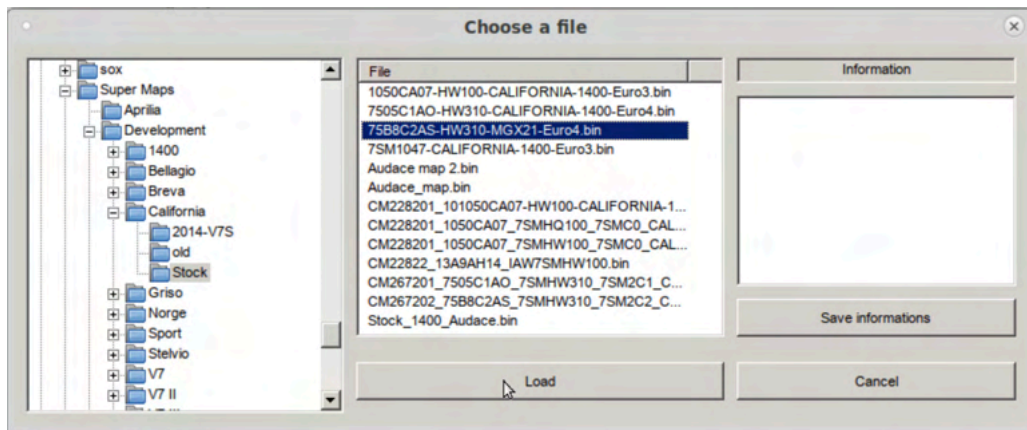 Choose a file
sox
Super Maps
Aprilia
Development
1400
Bellagio
Breva
California
2014-V7S
old
Stock
Griso
Norge
Sport
Stelvio
V7
V7 II
File
1050CA07-HW100-CALIFORNIA-1400-Euro3.bin
7505C1AO-HW310-CALIFORNIA-1400-Euro4.bin
75B8C2AS-HW310-MGX21-Euro4.bin
7SM1047-CALIFORNIA-1400-Euro3.bin
Audace map 2.bin
Audace_map.bin
CM228201_101050CA07-HW100-CALIFORNIA-1...
CM228201_1050CA07_7SMHQ100_7SMC0_CAL...
CM228201_1050CA07_7SMHW100_7SMC0_CAL...
CM22822_13A9AH14_IAW7SMHW100.bin
CM267201_7505C1AO_7SMHW310_7SM2C1_C...
CM267202_75B8C2AS_7SMHW310_7SM2C2_C...
Stock_1400_Audace.bin
Load
Information
Save informations
Cancel